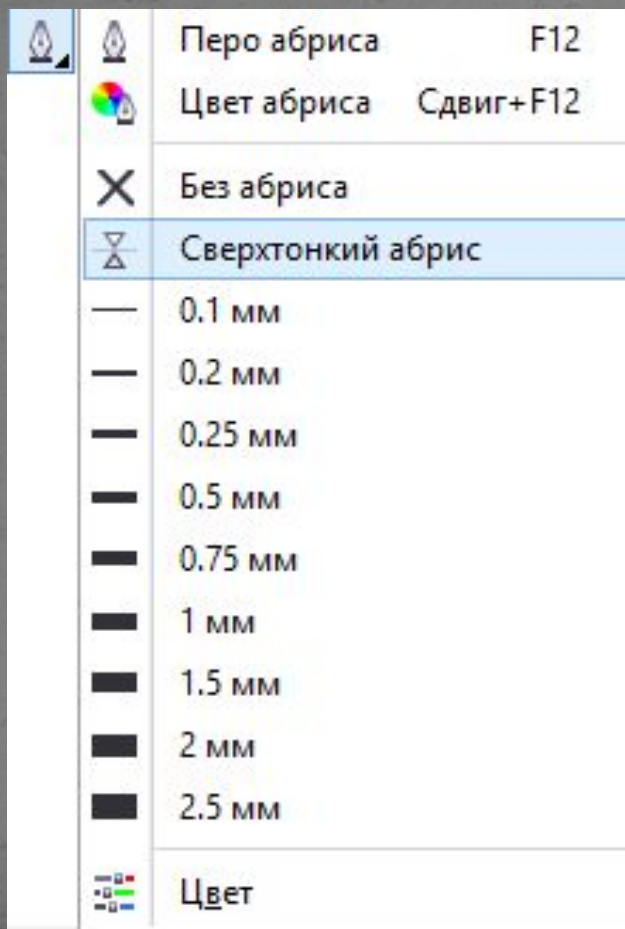 Перо абриса F12
Цвет абриса Сдвиг+F12
Без абриса
Сверхтонкий абрис
0.1 мм
0.2 мм
0.25 мм
0.5 мм
0.75 мм
1 мм
1.5 мм
2 мм
2.5 мм
Цвет